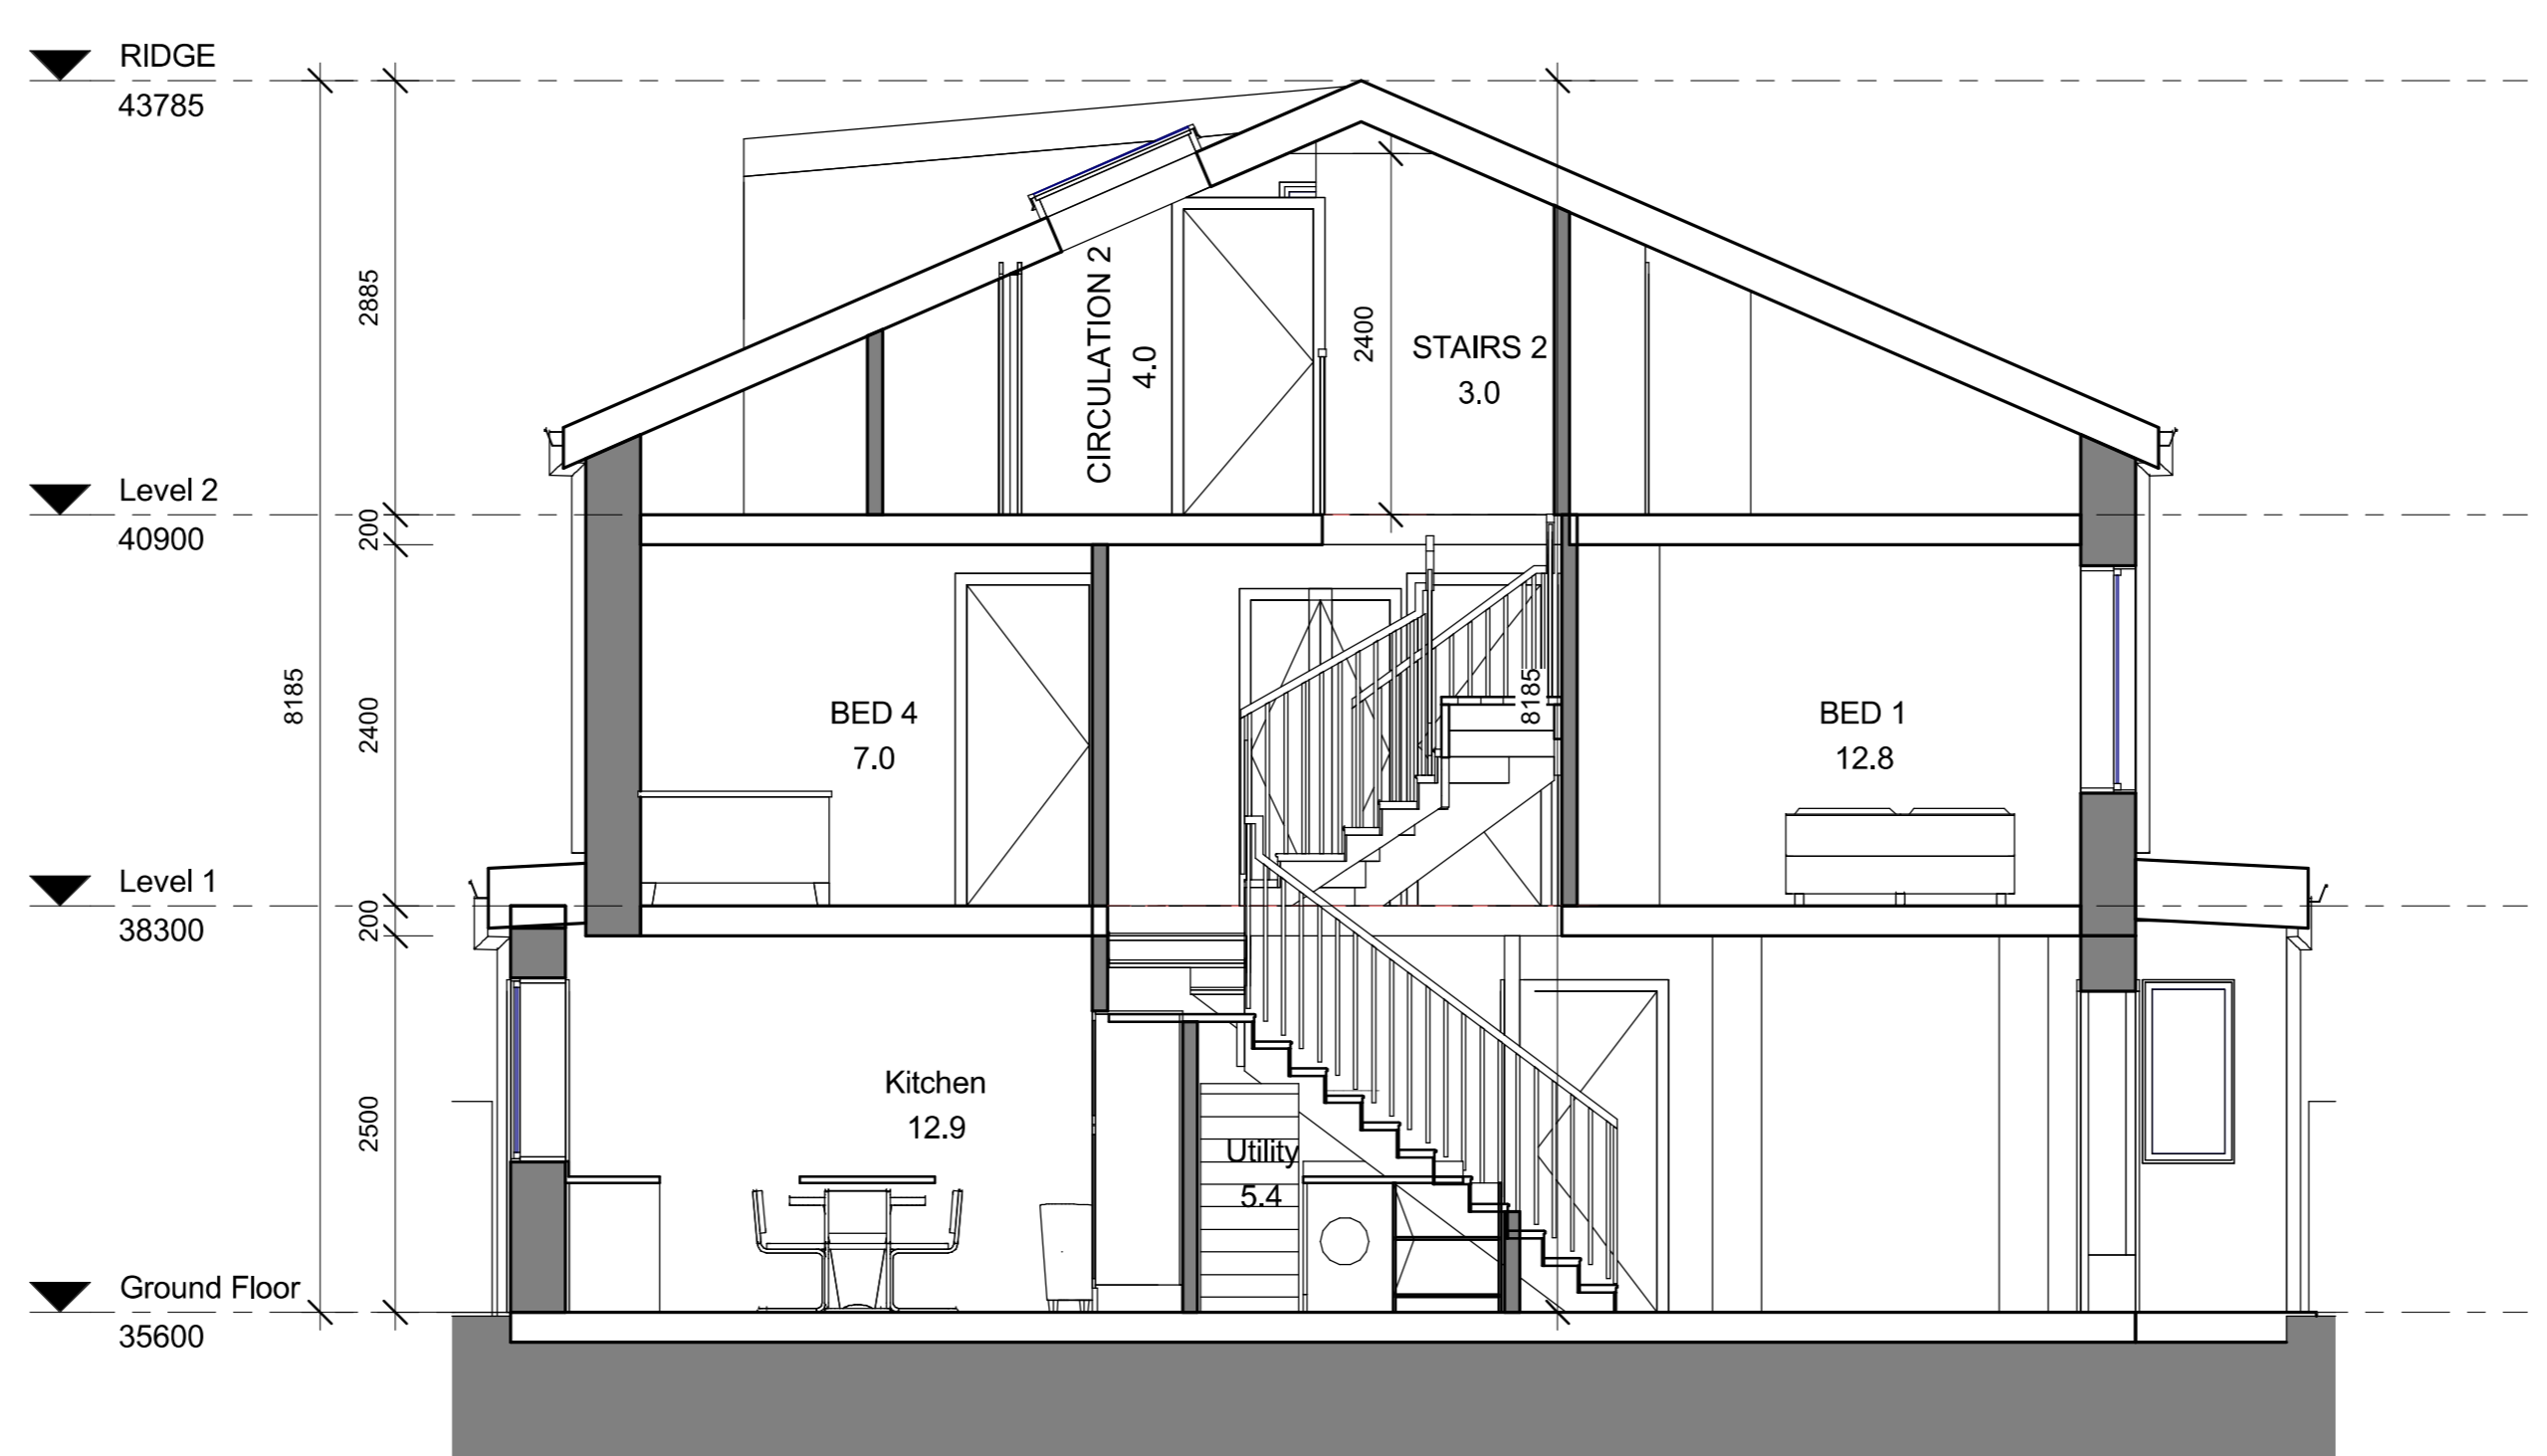 RIDGE
43785
2885
CIRCULATION 2
4.0
2400
STAIRS 2
3.0
Level 2
40900
200
8185
2400
BED 4
7.0
8185
BED 1
12.8
Level 1
38300
200
2500
Kitchen
12.9
Utility
5.4
Ground Floor
35600